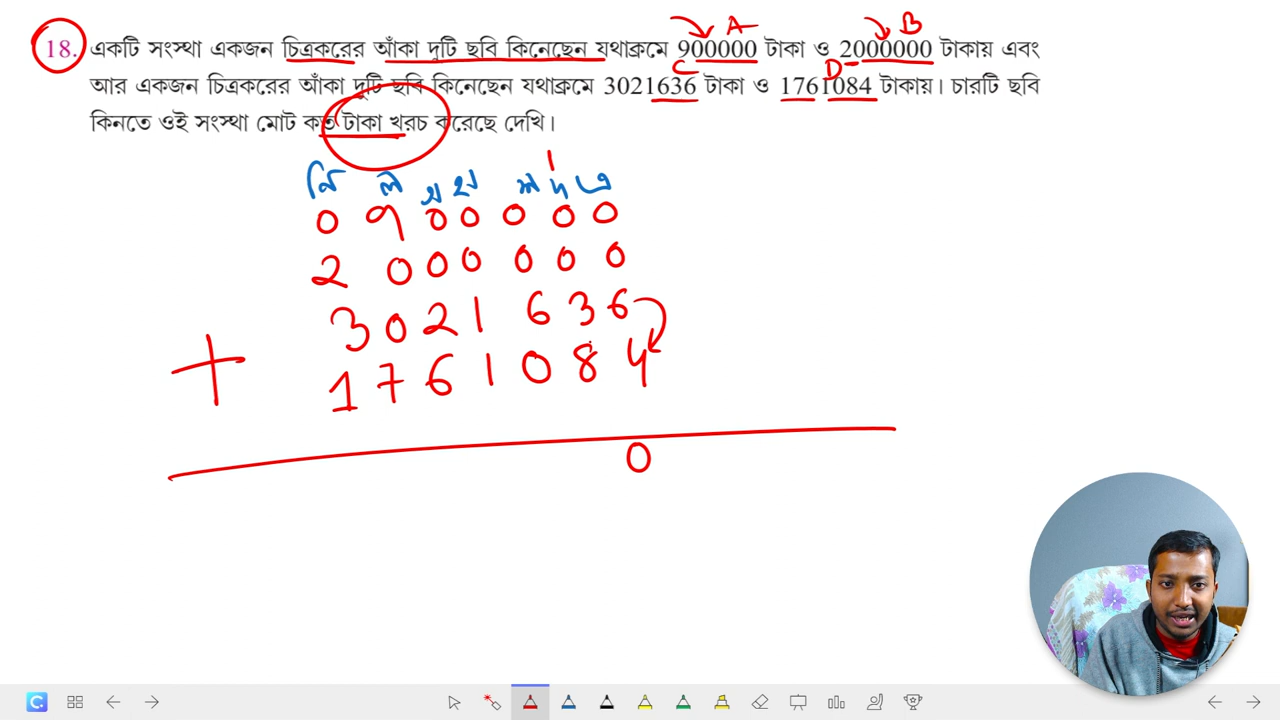 18. একটি সংস্থা একজন চিত্রকরের আঁকা দুটি ছবি কিনেছেন যথাক্রমে 900000 টাকা ও 2000000 টাকায় এবং
আর একজন চিত্রকরের আঁকা দুটি ছবি কিনেছেন যথাক্রমে 3021636 টাকা ও 1761084 টাকায়। চারটি ছবি
কিনতে ওই সংস্থা মোট কত টাকা খরচ করেছে দেখি।
A B
C D
1
নি ল অ হা শ দ এ
0 9 0 0 0 0 0
2 0 0 0 0 0 0
3 0 2 1 6 3 6
+ 1 7 6 1 0 8 4
0